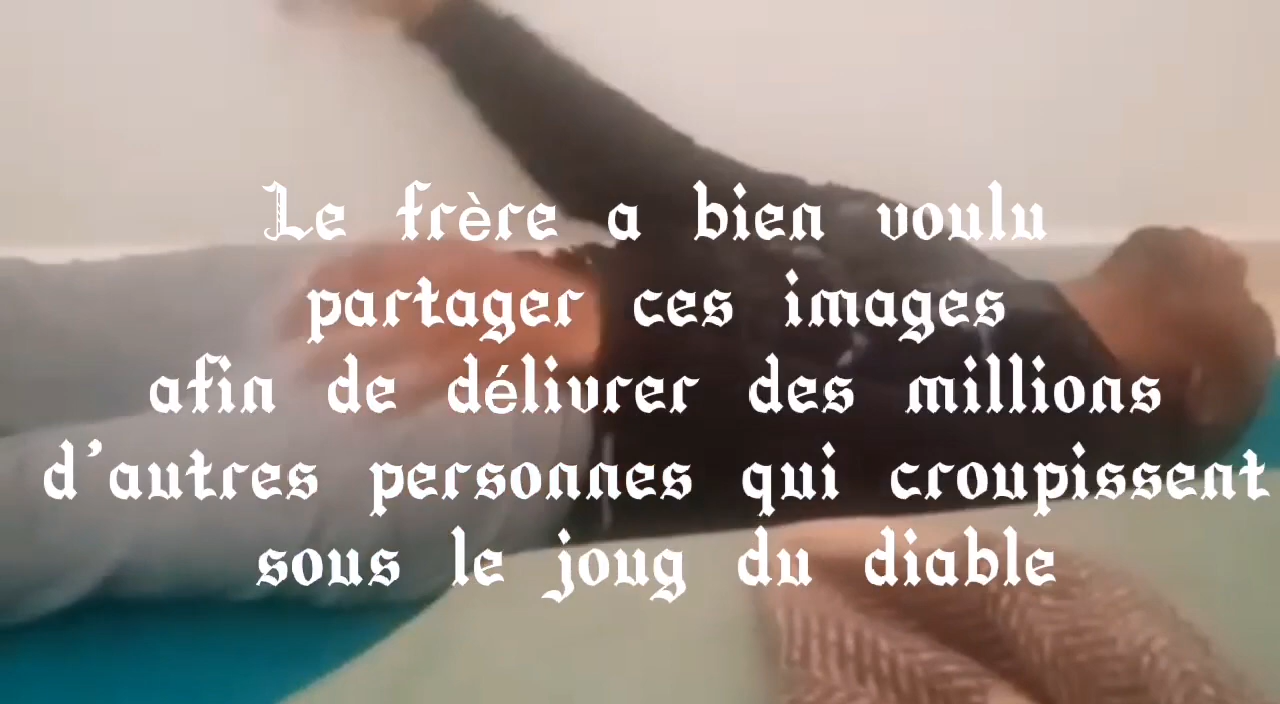 Le frère a bien voulu
partager ces images
afin de délivrer des millions
d'autres personnes qui croupissent
sous le joug du diable